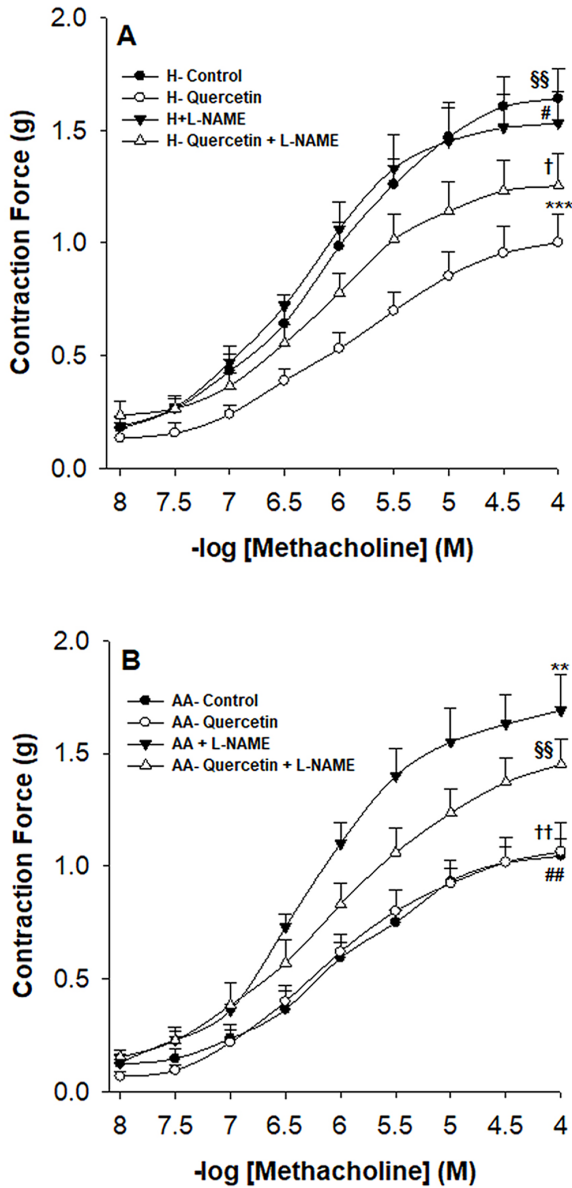 A
2.0
H- Control
H- Quercetin
H+L-NAME
H- Quercetin + L-NAME
§§
#
†
***
1.5
1.0
0.5
0.0
Contraction Force (g)
8 7.5 7 6.5 6 5.5 5 4.5 4
-log [Methacholine] (M)
B
2.0
AA- Control
AA- Quercetin
AA + L-NAME
AA- Quercetin + L-NAME
**
§§
††
##
1.5
1.0
0.5
0.0
Contraction Force (g)
8 7.5 7 6.5 6 5.5 5 4.5 4
-log [Methacholine] (M)